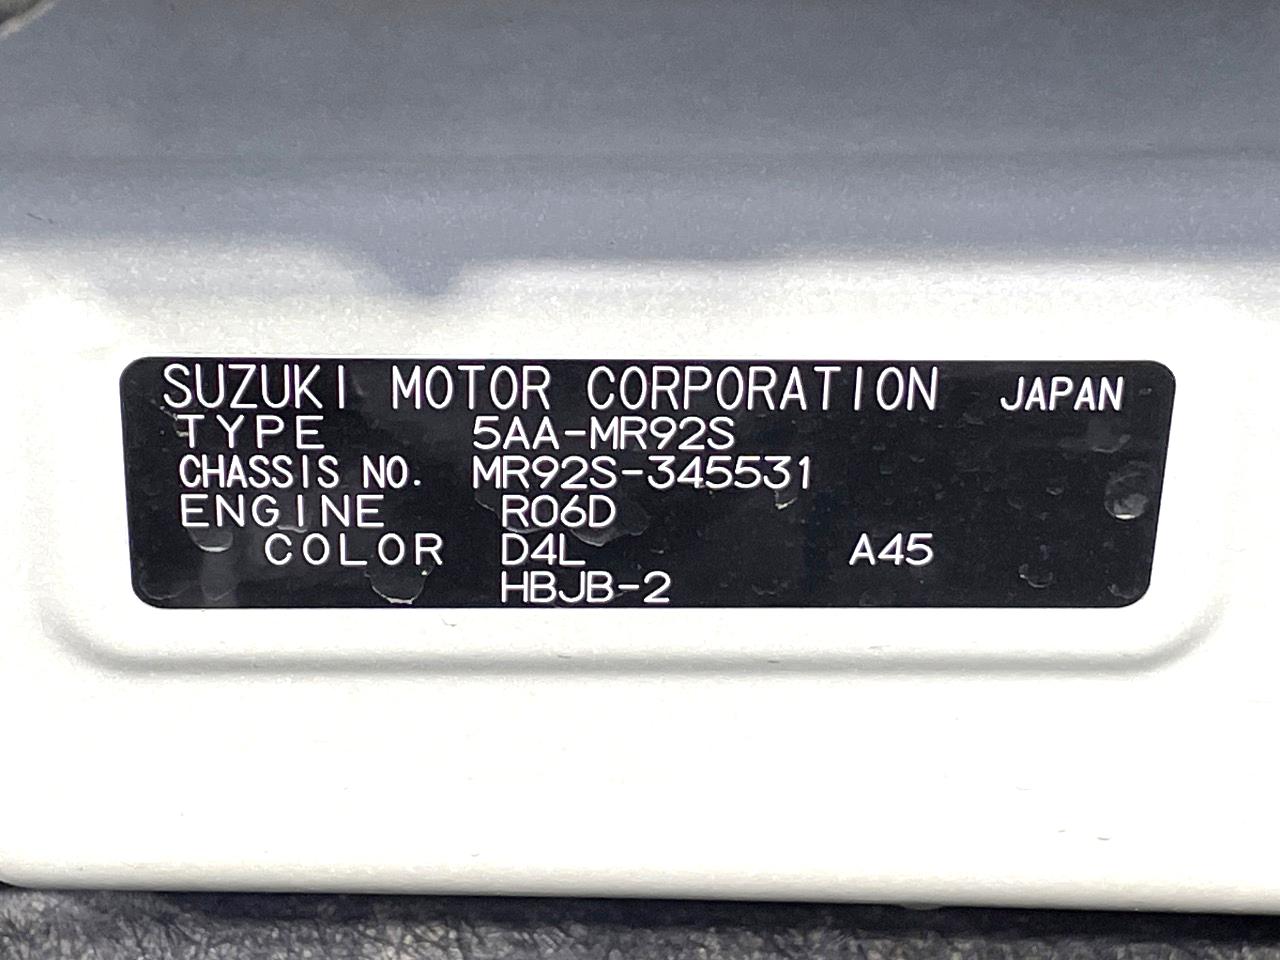 SUZUKI MOTOR CORPORATION JAPAN
TYPE 5AA-MR92S
CHASSIS NO. MR92S-345531
ENGINE R06D
COLOR D4L A45
HBJB-2